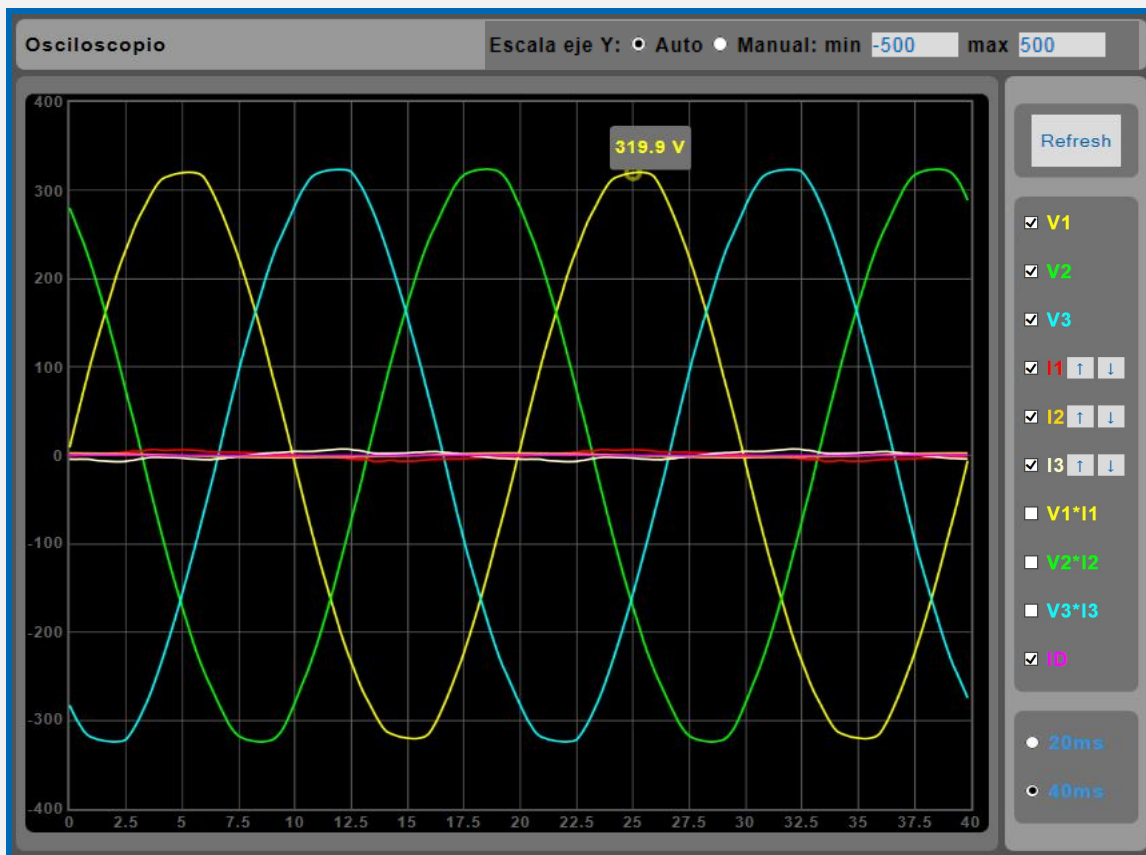 Osciloscopio
Escala eje Y: Auto Manual: min -500 max 500
400
300
200
100
0
-100
-200
-300
-400
319.9 V
0 2.5 5 7.5 10 12.5 15 17.5 20 22.5 25 27.5 30 32.5 35 37.5 40
Refresh
V1
V2
V3
I1 ↑ ↓
I2 ↑ ↓
I3 ↑ ↓
V1*I1
V2*I2
V3*I3
ID
20ms
40ms